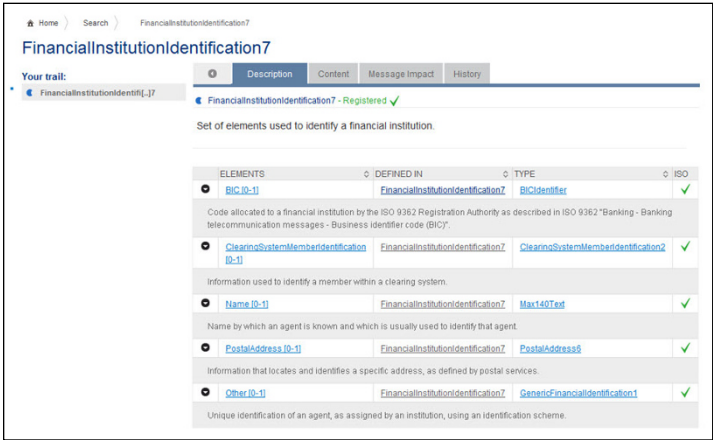 Home Search FinancialInstitutionIdentification7
FinancialInstitutionIdentification7
Your trail:
FinancialInstitutionIdentifi[..]7
Description Content Message Impact History
FinancialInstitutionIdentification7 - Registered
Set of elements used to identify a financial institution.
ELEMENTS DEFINED IN TYPE ISO
BIC [0-1] FinancialInstitutionIdentification7 BICIdentifier
Code allocated to a financial institution by the ISO 9362 Registration Authority as described in ISO 9362 "Banking - Banking
telecommunication messages - Business identifier code (BIC)".
ClearingSystemMemberIdentification FinancialInstitutionIdentification7 ClearingSystemMemberIdentification2
[0-1]
Information used to identify a member within a clearing system.
Name [0-1] FinancialInstitutionIdentification7 Max140Text
Name by which an agent is known and which is usually used to identify that agent.
PostalAddress [0-1] FinancialInstitutionIdentification7 PostalAddress6
Information that locates and identifies a specific address, as defined by postal services.
Other [0-1] FinancialInstitutionIdentification7 GenericFinancialIdentification1
Unique identification of an agent, as assigned by an institution, using an identification scheme.